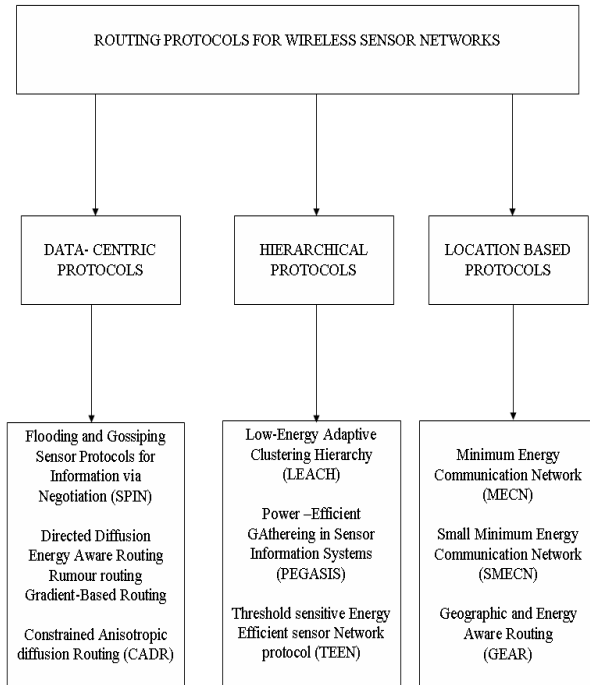 ROUTING PROTOCOLS FOR WIRELESS SENSOR NETWORKS
DATA- CENTRIC
PROTOCOLS
HIERARCHICAL
PROTOCOLS
LOCATION BASED
PROTOCOLS
Flooding and Gossiping
Sensor Protocols for
Information via
Negotiation (SPIN)
Directed Diffusion
Energy Aware Routing
Rumour routing
Gradient-Based Routing
Constrained Anisotropic
diffusion Routing (CADR)
Low-Energy Adaptive
Clustering Hierarchy
(LEACH)
Power –Efficient
GAthereing in Sensor
Information Systems
(PEGASIS)
Threshold sensitive Energy
Efficient sensor Network
protocol (TEEN)
Minimum Energy
Communication Network
(MECN)
Small Minimum Energy
Communication Network
(SMECN)
Geographic and Energy
Aware Routing
(GEAR)